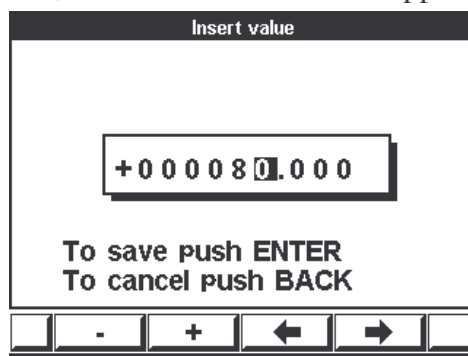 Insert value
+000080.000
To save push ENTER
To cancel push BACK
- + ← →